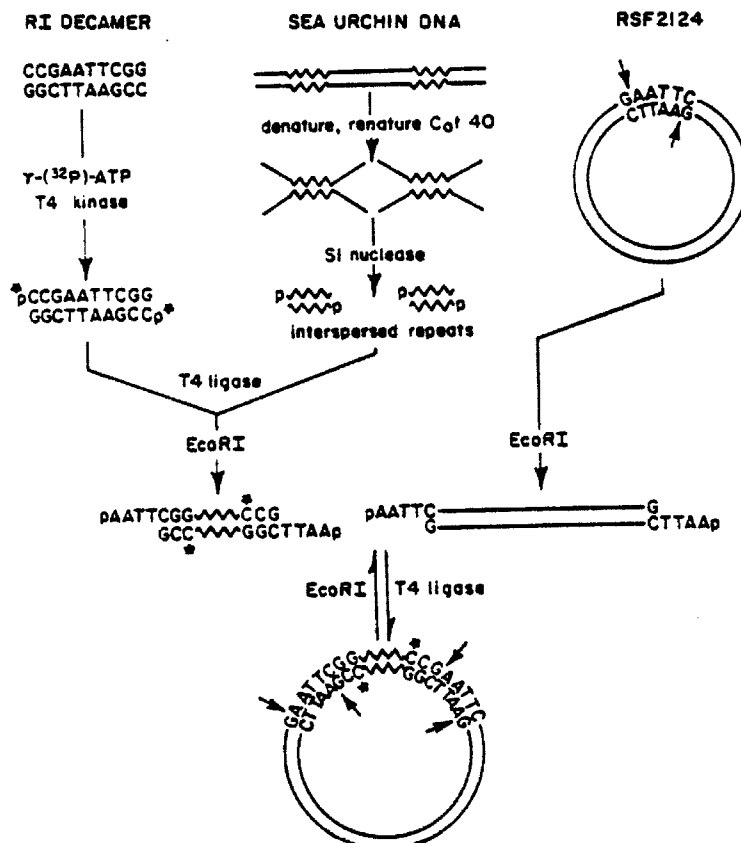 RI DECAMER
CCGAATTCGG
GGCTTAAGCC
γ-(³²P)-ATP
T4 kinase
*pCCGAATTCGG
GGCTTAAGCCp*
SEA URCHIN DNA
denature, renature C₀t 40
S1 nuclease
p p
p p
interspersed repeats
RSF2124
GAATTC
CTTAAG
T4 ligase
EcoRI
EcoRI
*
pAATTCGG CCG
GCC GGCTTAAp
*
pAATTC G
G CTTAAp
EcoRI T4 ligase
*
GAATTCGG CCGAATTC
CTTAAGCC GGCTTAAG
*